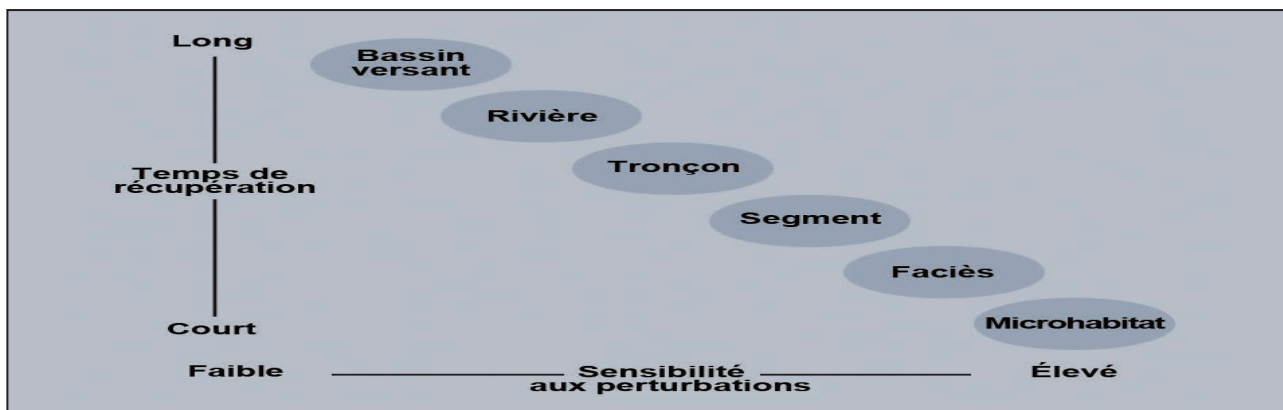 Long
Bassin
versant
Rivière
Tronçon
Temps de
récupération
Segment
Faciès
Microhabitat
Court
Faible
Sensibilité
aux perturbations
Élevé